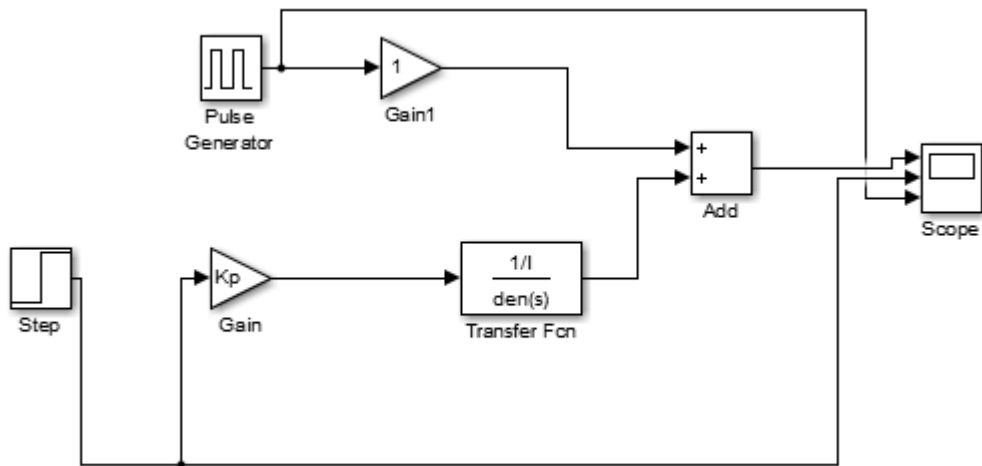 1
Gain1
Pulse
Generator
+
+
Add
Scope
Step
Kp
Gain
1/I
den(s)
Transfer Fcn